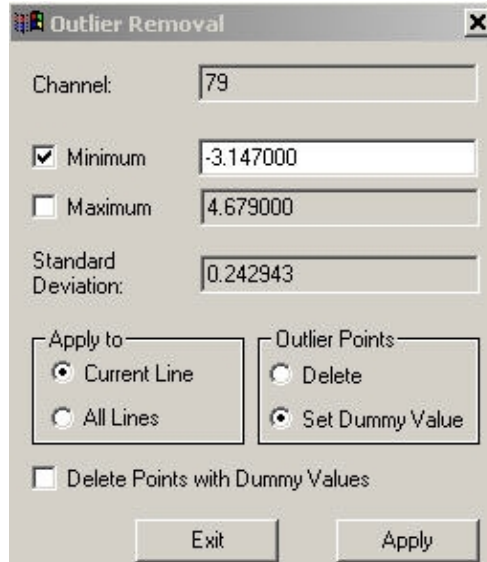 Outlier Removal
Channel: 79
Minimum -3.147000
Maximum 4.679000
Standard
Deviation: 0.242943
Apply to Outlier Points
Current Line Delete
All Lines Set Dummy Value
Delete Points with Dummy Values
Exit Apply